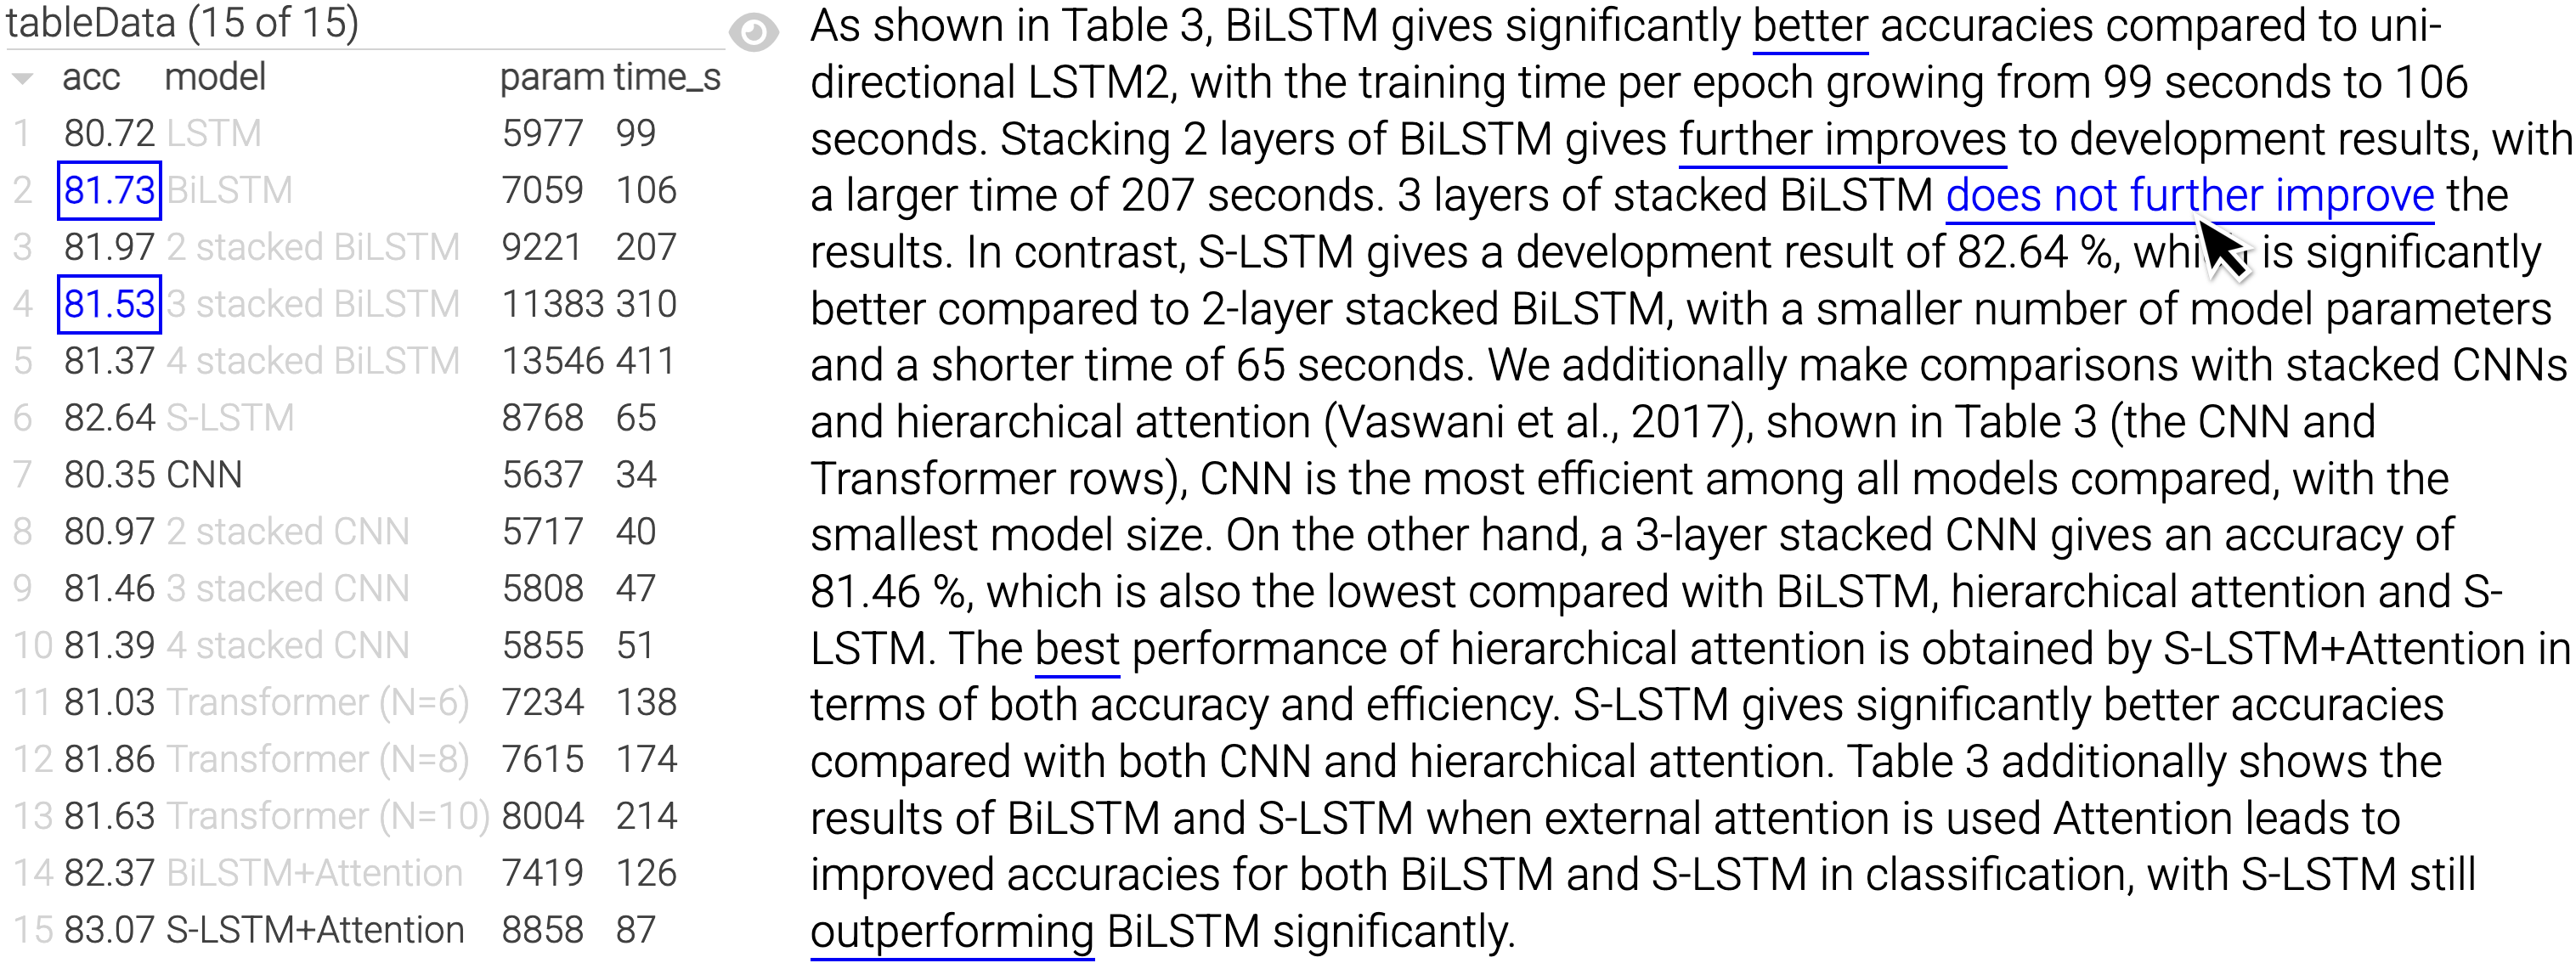 tableData (15 of 15)
acc model param time_s
1 80.72 LSTM 5977 99
2 81.73 BiLSTM 7059 106
3 81.97 2 stacked BiLSTM 9221 207
4 81.53 3 stacked BiLSTM 11383 310
5 81.37 4 stacked BiLSTM 13546 411
6 82.64 S-LSTM 8768 65
7 80.35 CNN 5637 34
8 80.97 2 stacked CNN 5717 40
9 81.46 3 stacked CNN 5808 47
10 81.39 4 stacked CNN 5855 51
11 81.03 Transformer (N=6) 7234 138
12 81.86 Transformer (N=8) 7615 174
13 81.63 Transformer (N=10) 8004 214
14 82.37 BiLSTM+Attention 7419 126
15 83.07 S-LSTM+Attention 8858 87
As shown in Table 3, BiLSTM gives significantly better accuracies compared to uni-
directional LSTM2, with the training time per epoch growing from 99 seconds to 106
seconds. Stacking 2 layers of BiLSTM gives further improves to development results, with
a larger time of 207 seconds. 3 layers of stacked BiLSTM does not further improve the
results. In contrast, S-LSTM gives a development result of 82.64 %, which is significantly
better compared to 2-layer stacked BiLSTM, with a smaller number of model parameters
and a shorter time of 65 seconds. We additionally make comparisons with stacked CNNs
and hierarchical attention (Vaswani et al., 2017), shown in Table 3 (the CNN and
Transformer rows), CNN is the most efficient among all models compared, with the
smallest model size. On the other hand, a 3-layer stacked CNN gives an accuracy of
81.46 %, which is also the lowest compared with BiLSTM, hierarchical attention and S-
LSTM. The best performance of hierarchical attention is obtained by S-LSTM+Attention in
terms of both accuracy and efficiency. S-LSTM gives significantly better accuracies
compared with both CNN and hierarchical attention. Table 3 additionally shows the
results of BiLSTM and S-LSTM when external attention is used Attention leads to
improved accuracies for both BiLSTM and S-LSTM in classification, with S-LSTM still
outperforming BiLSTM significantly.